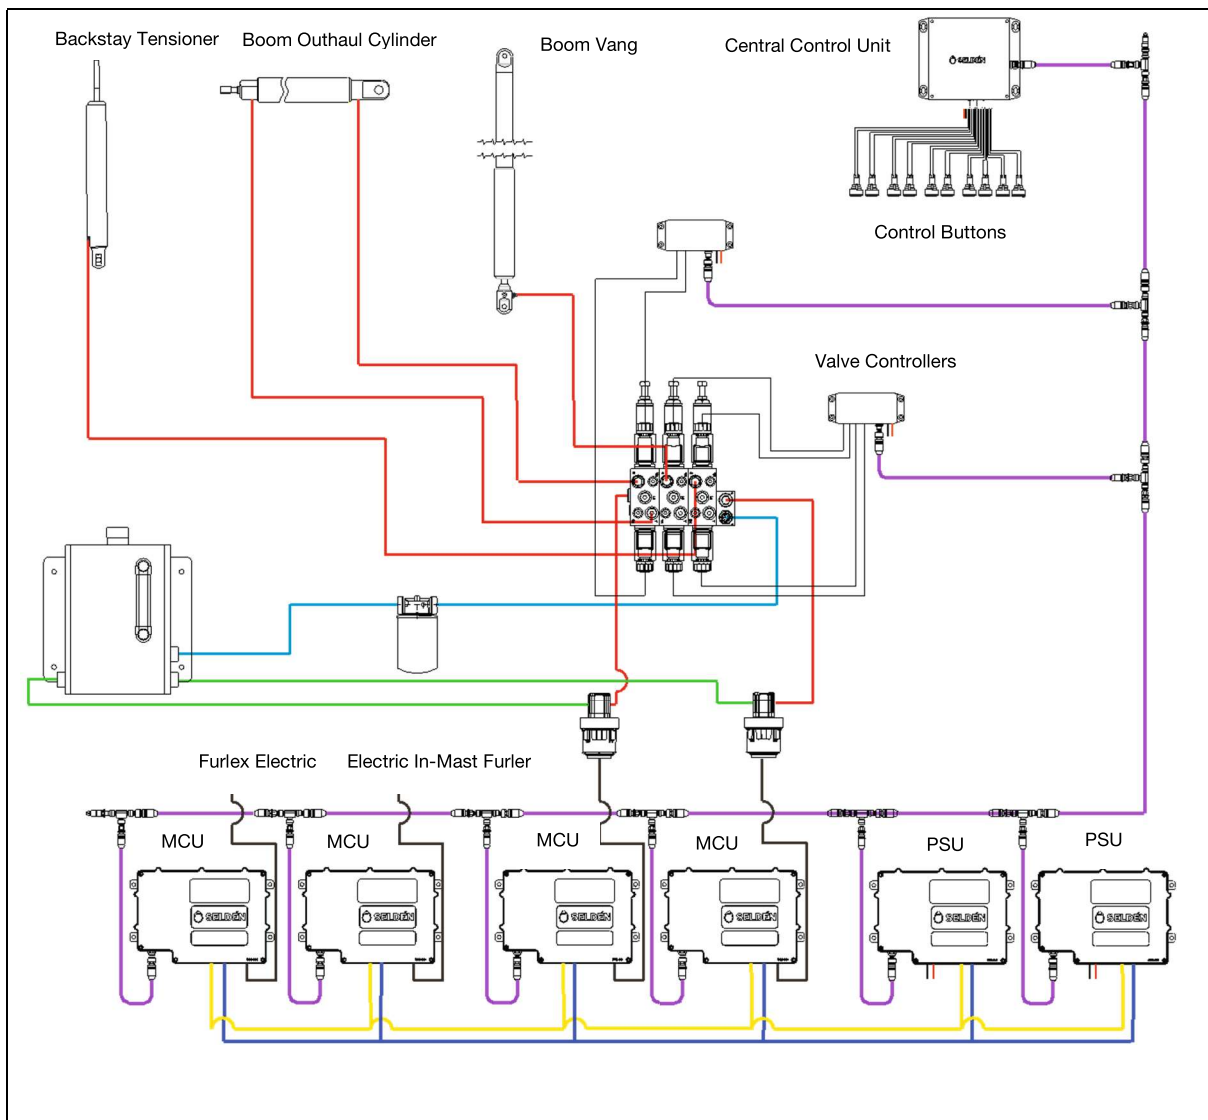 Backstay Tensioner
Boom Outhaul Cylinder
Boom Vang
Central Control Unit
SELDÉN
Control Buttons
Valve Controllers
Furlex Electric
Electric In-Mast Furler
MCU
MCU
MCU
MCU
PSU
PSU
SELDÉN
SELDÉN
SELDÉN
SELDÉN
SELDÉN
SELDÉN